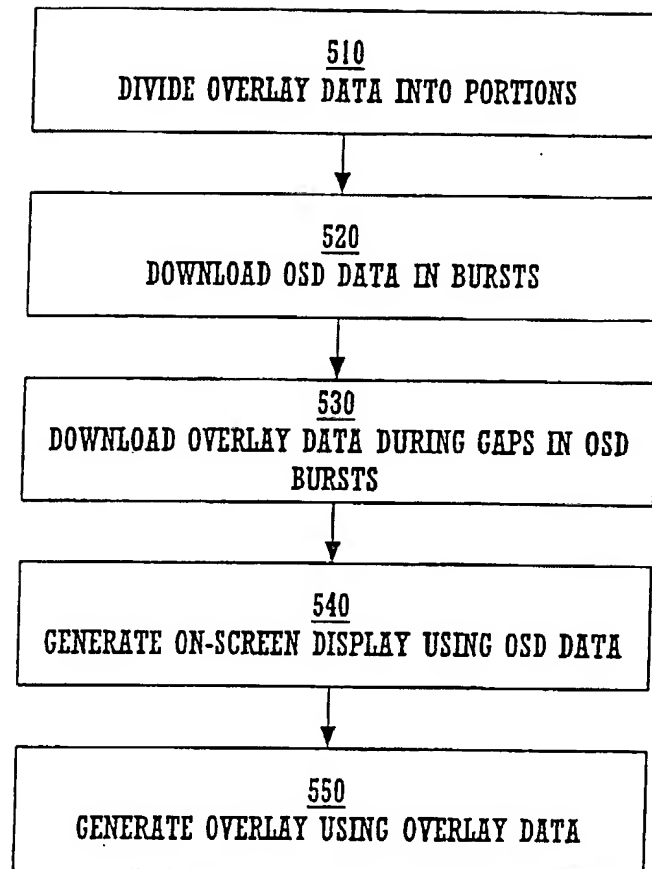 510
DIVIDE OVERLAY DATA INTO PORTIONS
520
DOWNLOAD OSD DATA IN BURSTS
530
DOWNLOAD OVERLAY DATA DURING GAPS IN OSD
BURSTS
540
GENERATE ON-SCREEN DISPLAY USING OSD DATA
550
GENERATE OVERLAY USING OVERLAY DATA